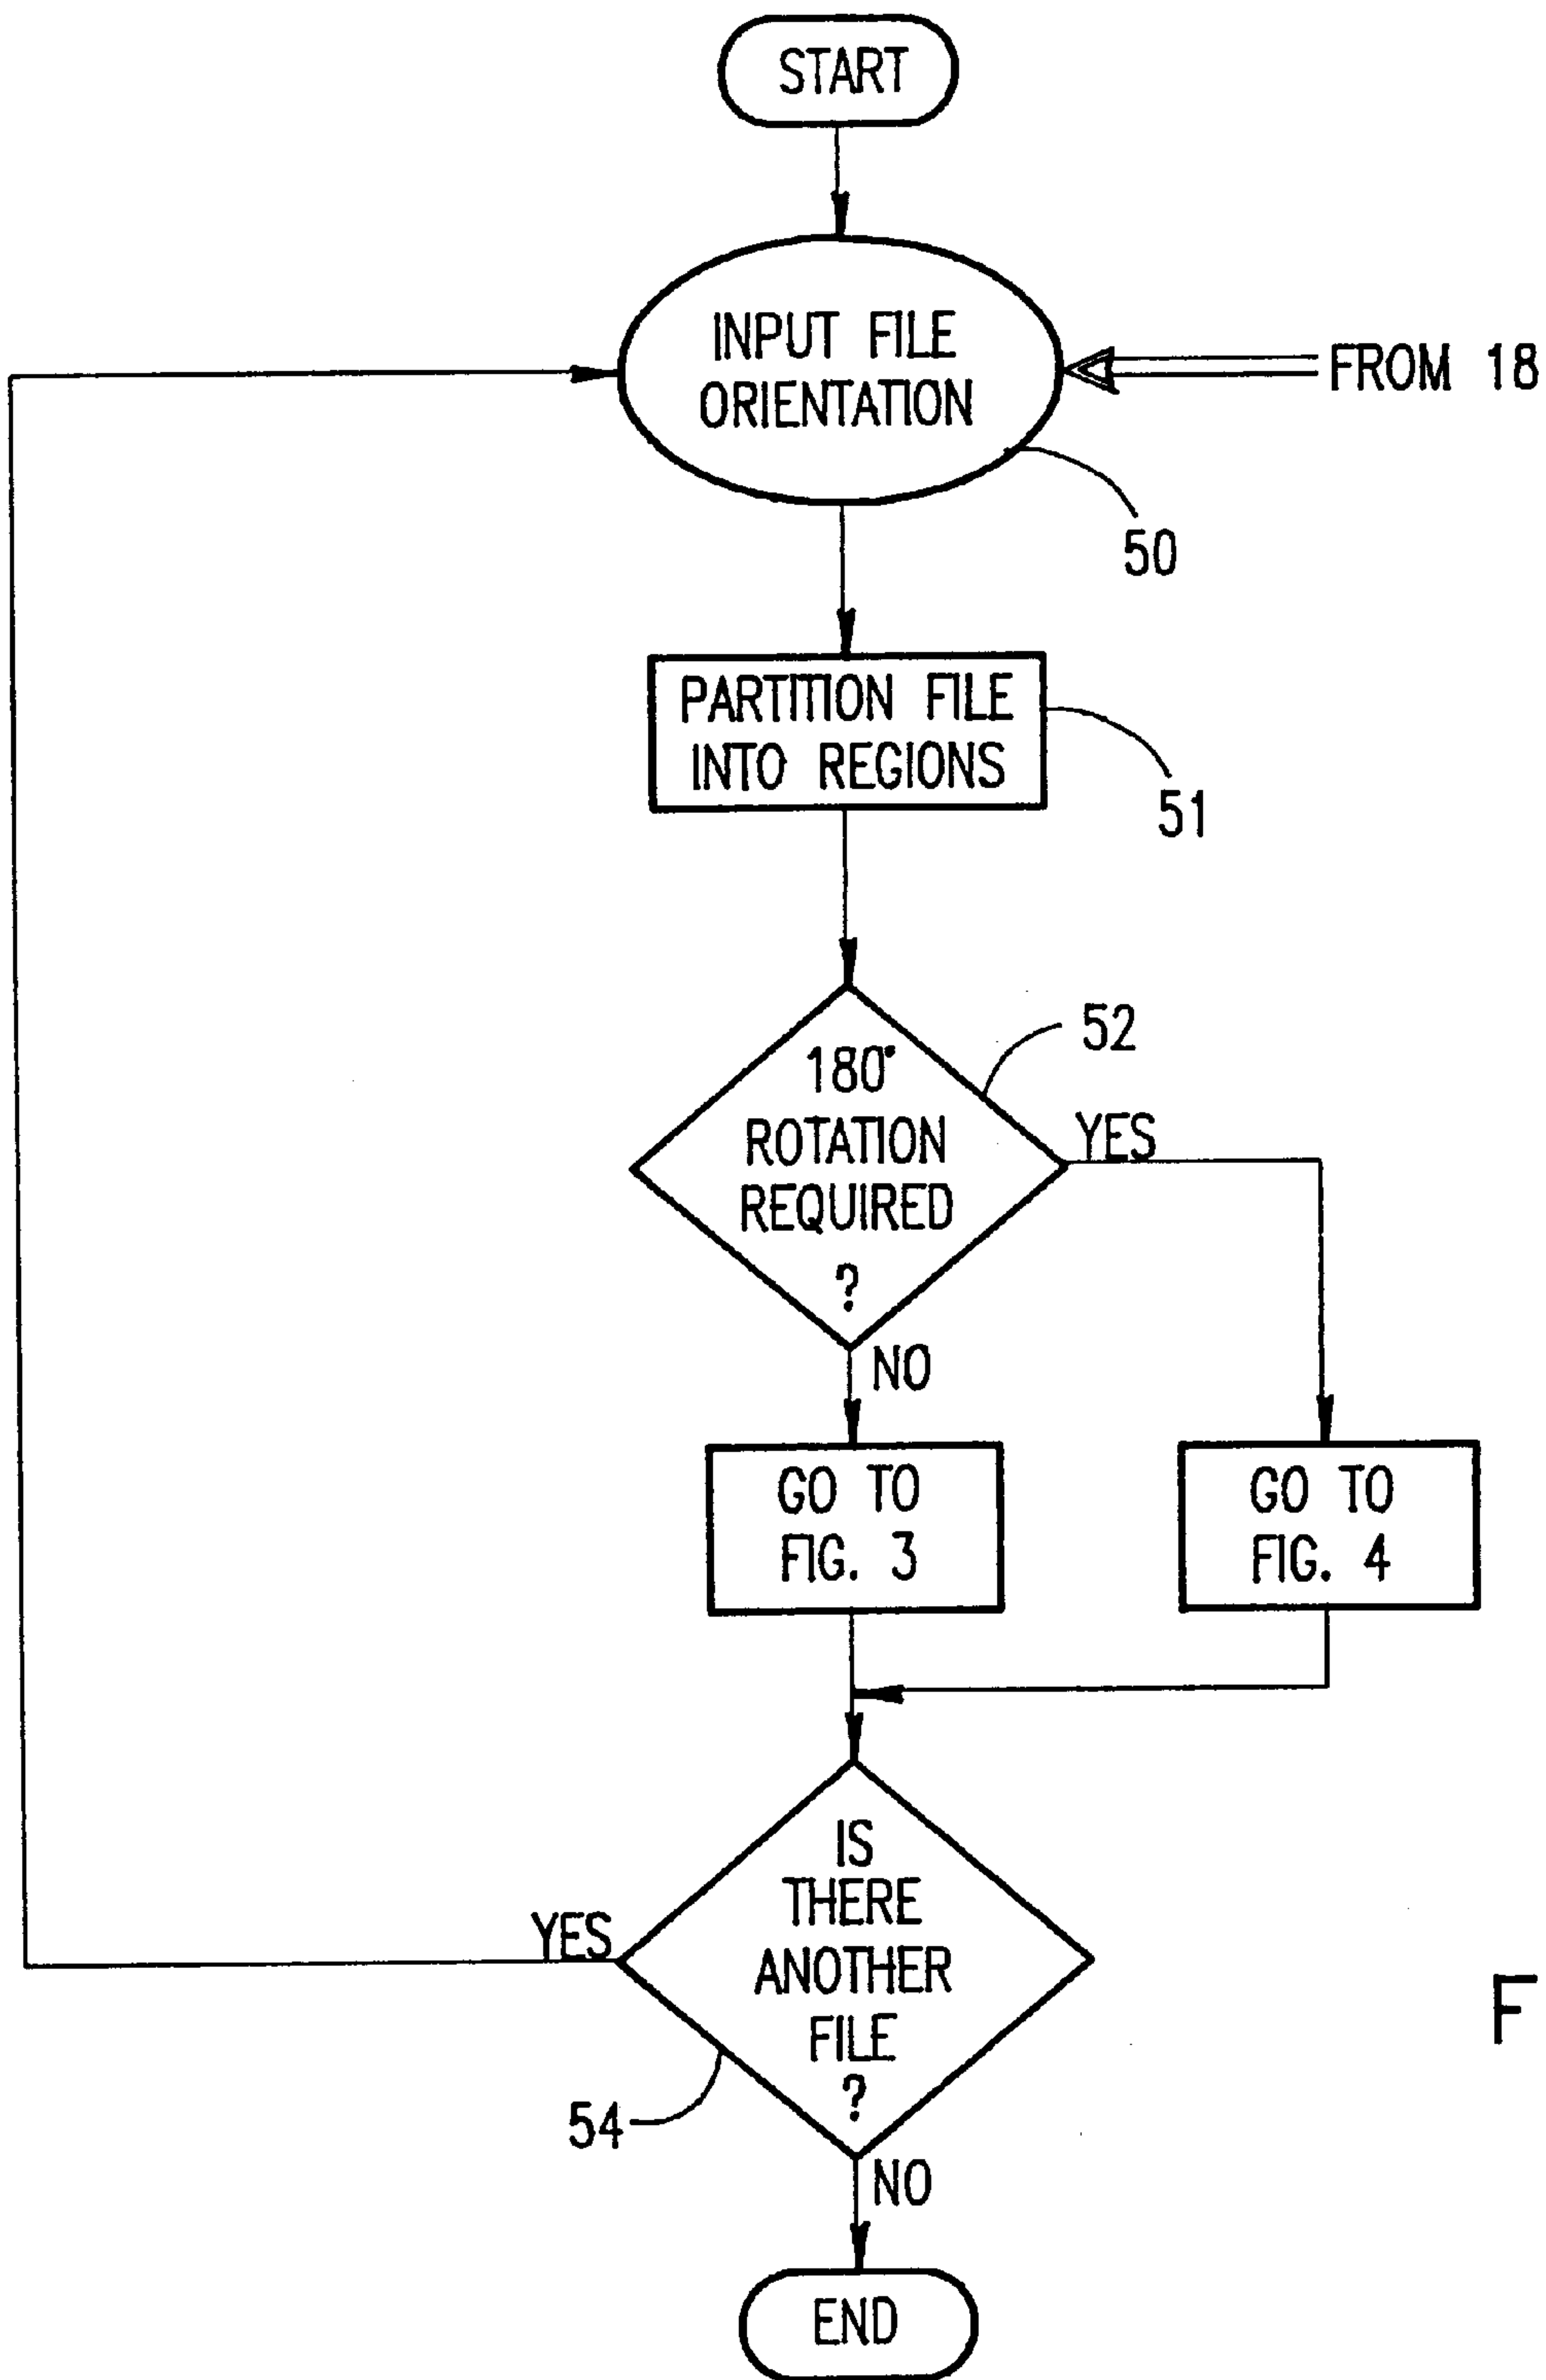 START
INPUT FILE
ORIENTATION
FROM 18
50
PARTITION FILE
INTO REGIONS
51
52
180°
ROTATION
REQUIRED
?
YES
NO
GO TO
FIG. 3
GO TO
FIG. 4
IS
THERE
ANOTHER
FILE
?
YES
54
NO
END
F